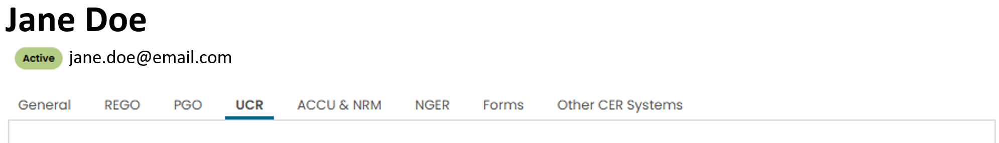 Jane Doe
Active jane.doe@email.com
General REGO PGO UCR ACCU & NRM NGER Forms Other CER Systems